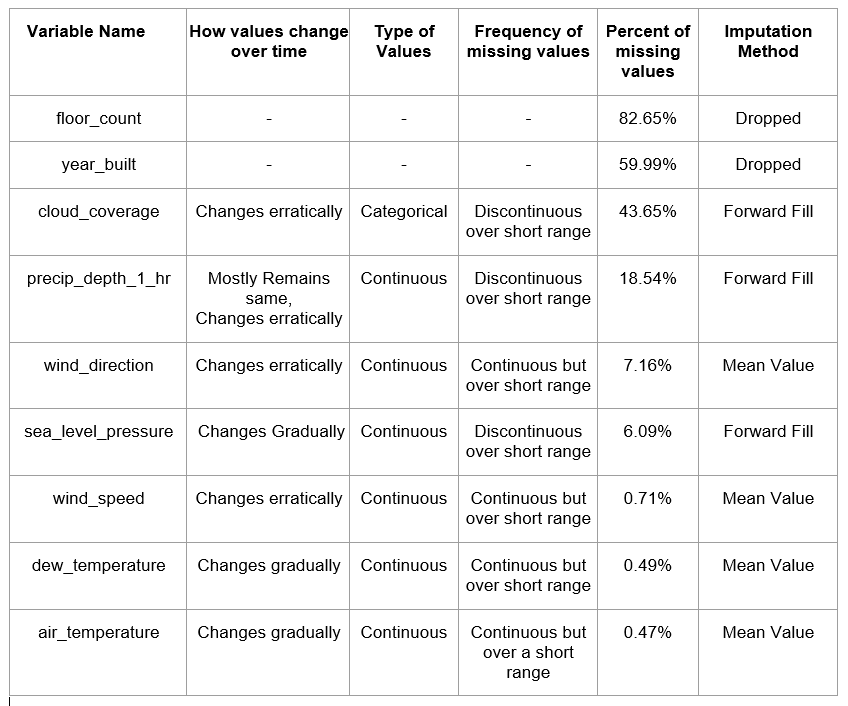 Variable Name
How values change
over time
Type of
Values
Frequency of
missing values
Percent of
missing
values
Imputation
Method
floor_count
-
-
-
82.65%
Dropped
year_built
-
-
-
59.99%
Dropped
cloud_coverage
Changes erratically
Categorical
Discontinuous
over short range
43.65%
Forward Fill
precip_depth_1_hr
Mostly Remains
same,
Changes erratically
Continuous
Discontinuous
over short range
18.54%
Forward Fill
wind_direction
Changes erratically
Continuous
Continuous but
over short range
7.16%
Mean Value
sea_level_pressure
Changes Gradually
Continuous
Discontinuous
over short range
6.09%
Forward Fill
wind_speed
Changes erratically
Continuous
Continuous but
over short range
0.71%
Mean Value
dew_temperature
Changes gradually
Continuous
Continuous but
over short range
0.49%
Mean Value
air_temperature
Changes gradually
Continuous
Continuous but
over a short
range
0.47%
Mean Value